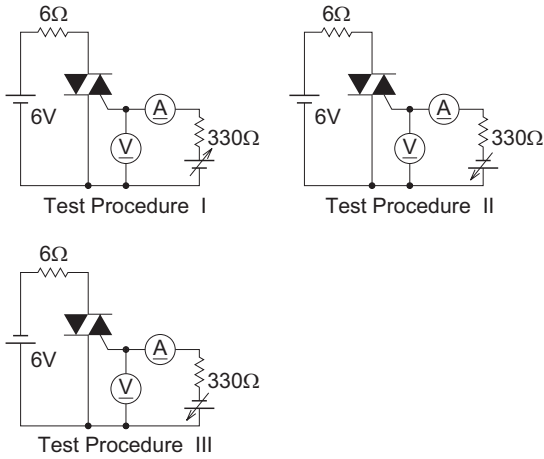 6Ω
6V
A
V
330Ω
Test Procedure I
6Ω
6V
A
V
330Ω
Test Procedure II
6Ω
6V
A
V
330Ω
Test Procedure III